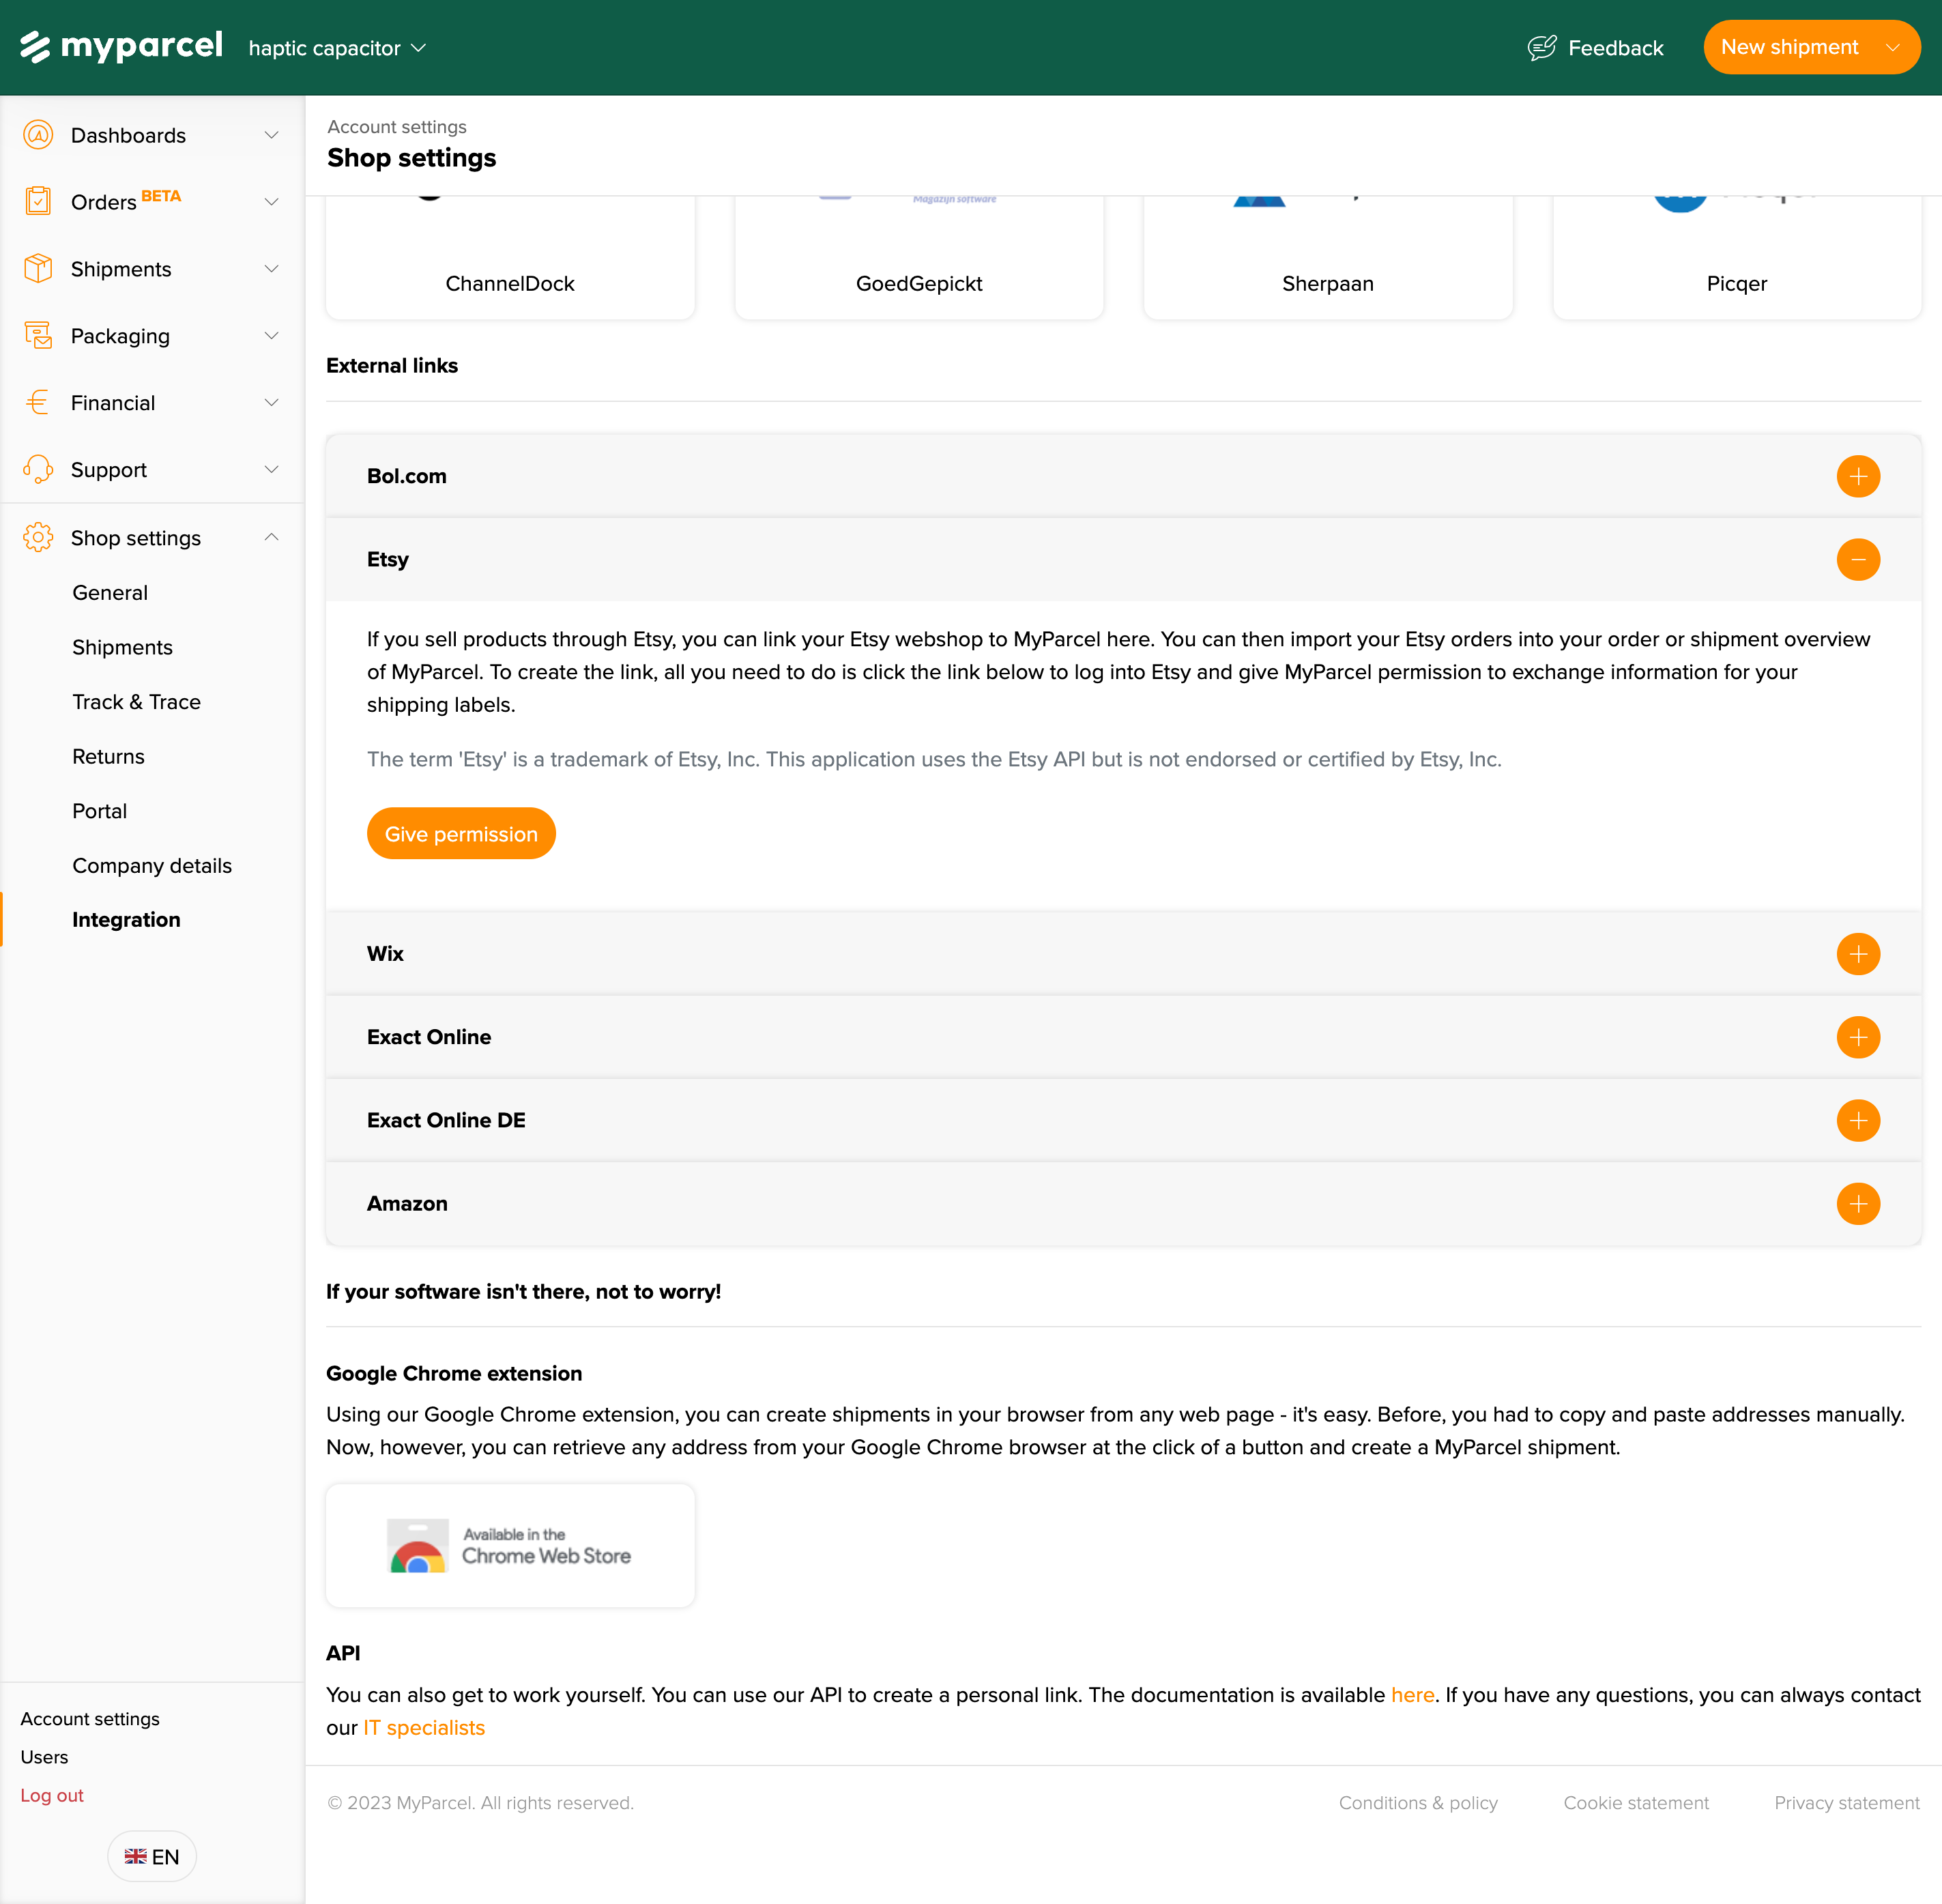 myparcel
haptic capacitor
Feedback
New shipment
Dashboards
Orders BETA
Shipments
Packaging
Financial
Support
Shop settings
General
Shipments
Track & Trace
Returns
Portal
Company details
Integration
Account settings
Users
Log out
EN
Account settings
Shop settings
Magazijn software
ChannelDock
GoedGepickt
Sherpaan
Picqer
External links
Bol.com
Etsy
If you sell products through Etsy, you can link your Etsy webshop to MyParcel here. You can then import your Etsy orders into your order or shipment overview
of MyParcel. To create the link, all you need to do is click the link below to log into Etsy and give MyParcel permission to exchange information for your
shipping labels.
The term 'Etsy' is a trademark of Etsy, Inc. This application uses the Etsy API but is not endorsed or certified by Etsy, Inc.
Give permission
Wix
Exact Online
Exact Online DE
Amazon
If your software isn't there, not to worry!
Google Chrome extension
Using our Google Chrome extension, you can create shipments in your browser from any web page - it's easy. Before, you had to copy and paste addresses manually.
Now, however, you can retrieve any address from your Google Chrome browser at the click of a button and create a MyParcel shipment.
Available in the
Chrome Web Store
API
You can also get to work yourself. You can use our API to create a personal link. The documentation is available here. If you have any questions, you can always contact
our IT specialists
© 2023 MyParcel. All rights reserved.
Conditions & policy
Cookie statement
Privacy statement